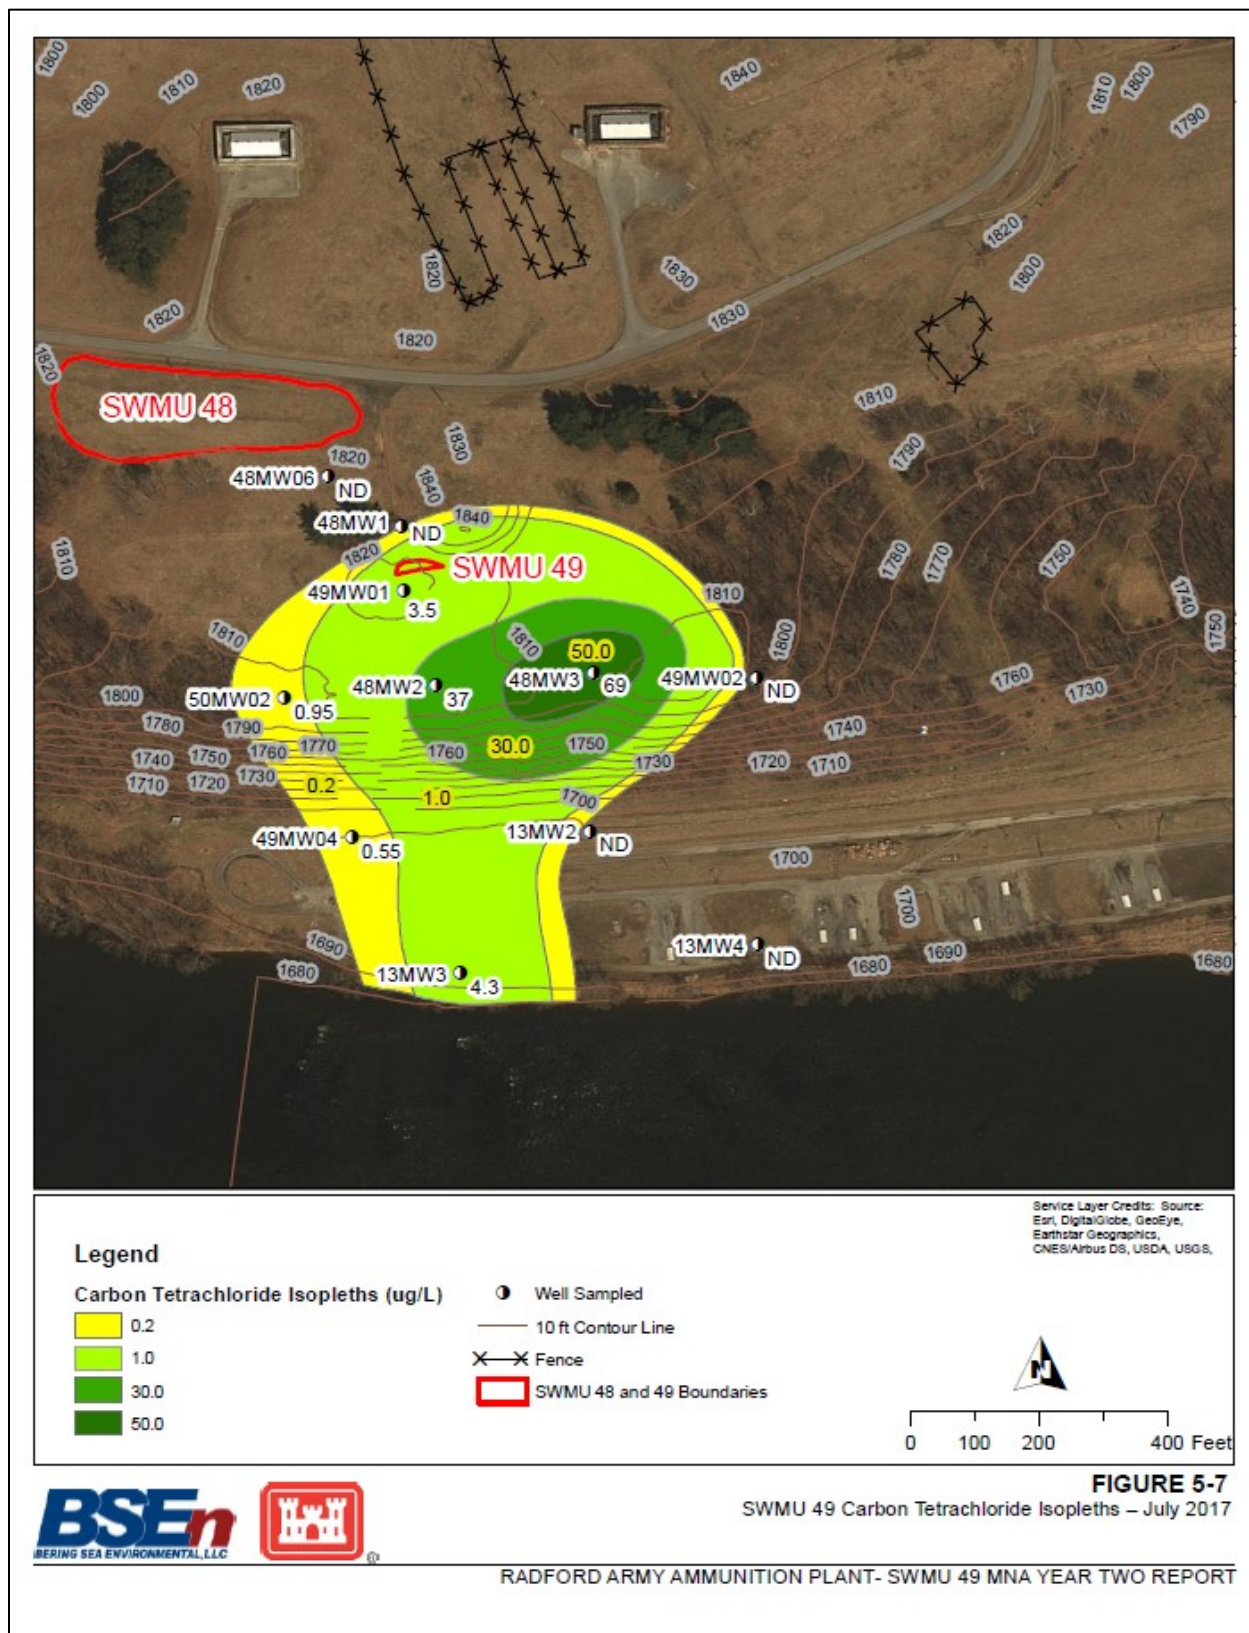 1800
1810
1820
1800
1840
1800
1810
1790
1820
1820
1830
1800
1820
1830
1820
1820
1810
SWMU 48
1830
1790
1820
48MW06
ND
1840
1840
48MW1
ND
1820
1810
SWMU 49
49MW01
3.5
1780
1770
1750
1740
1750
1810
1810
1800
1810
50.0
48MW3
69
49MW02
ND
48MW2
37
1760
1730
1800
50MW02
0.95
1780
1790
1740
1750
1760
1770
1760
1750
30.0
1730
1740
2
1710
1720
1730
0.2
1.0
1700
1720
1710
49MW04
0.55
13MW2
ND
1700
1700
1690
13MW4
ND
1690
1680
13MW3
4.3
1680
1680
Service Layer Credits: Source:
Esri, DigitalGlobe, GeoEye,
Earthstar Geographics,
CNES/Airbus DS, USDA, USGS,
Legend
Carbon Tetrachloride Isopleths (ug/L)
0.2
1.0
30.0
50.0
Well Sampled
10 ft Contour Line
Fence
SWMU 48 and 49 Boundaries
N
0 100 200 400 Feet
BSEn
BERING SEA ENVIRONMENTAL, LLC
®
FIGURE 5-7
SWMU 49 Carbon Tetrachloride Isopleths – July 2017
RADFORD ARMY AMMUNITION PLANT- SWMU 49 MNA YEAR TWO REPORT